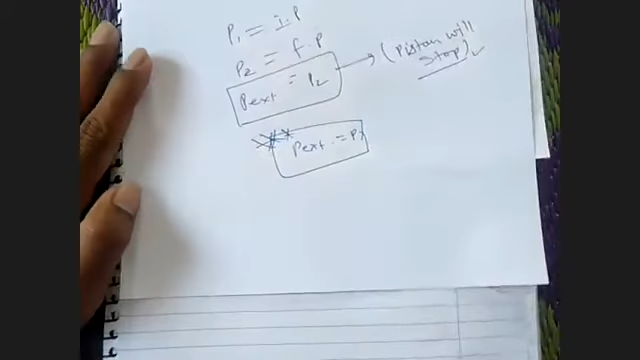 P₁ = i.P
P₂ = f.P
Pext = P₂ → (Piston will stop) ✓
Pext. = P₁